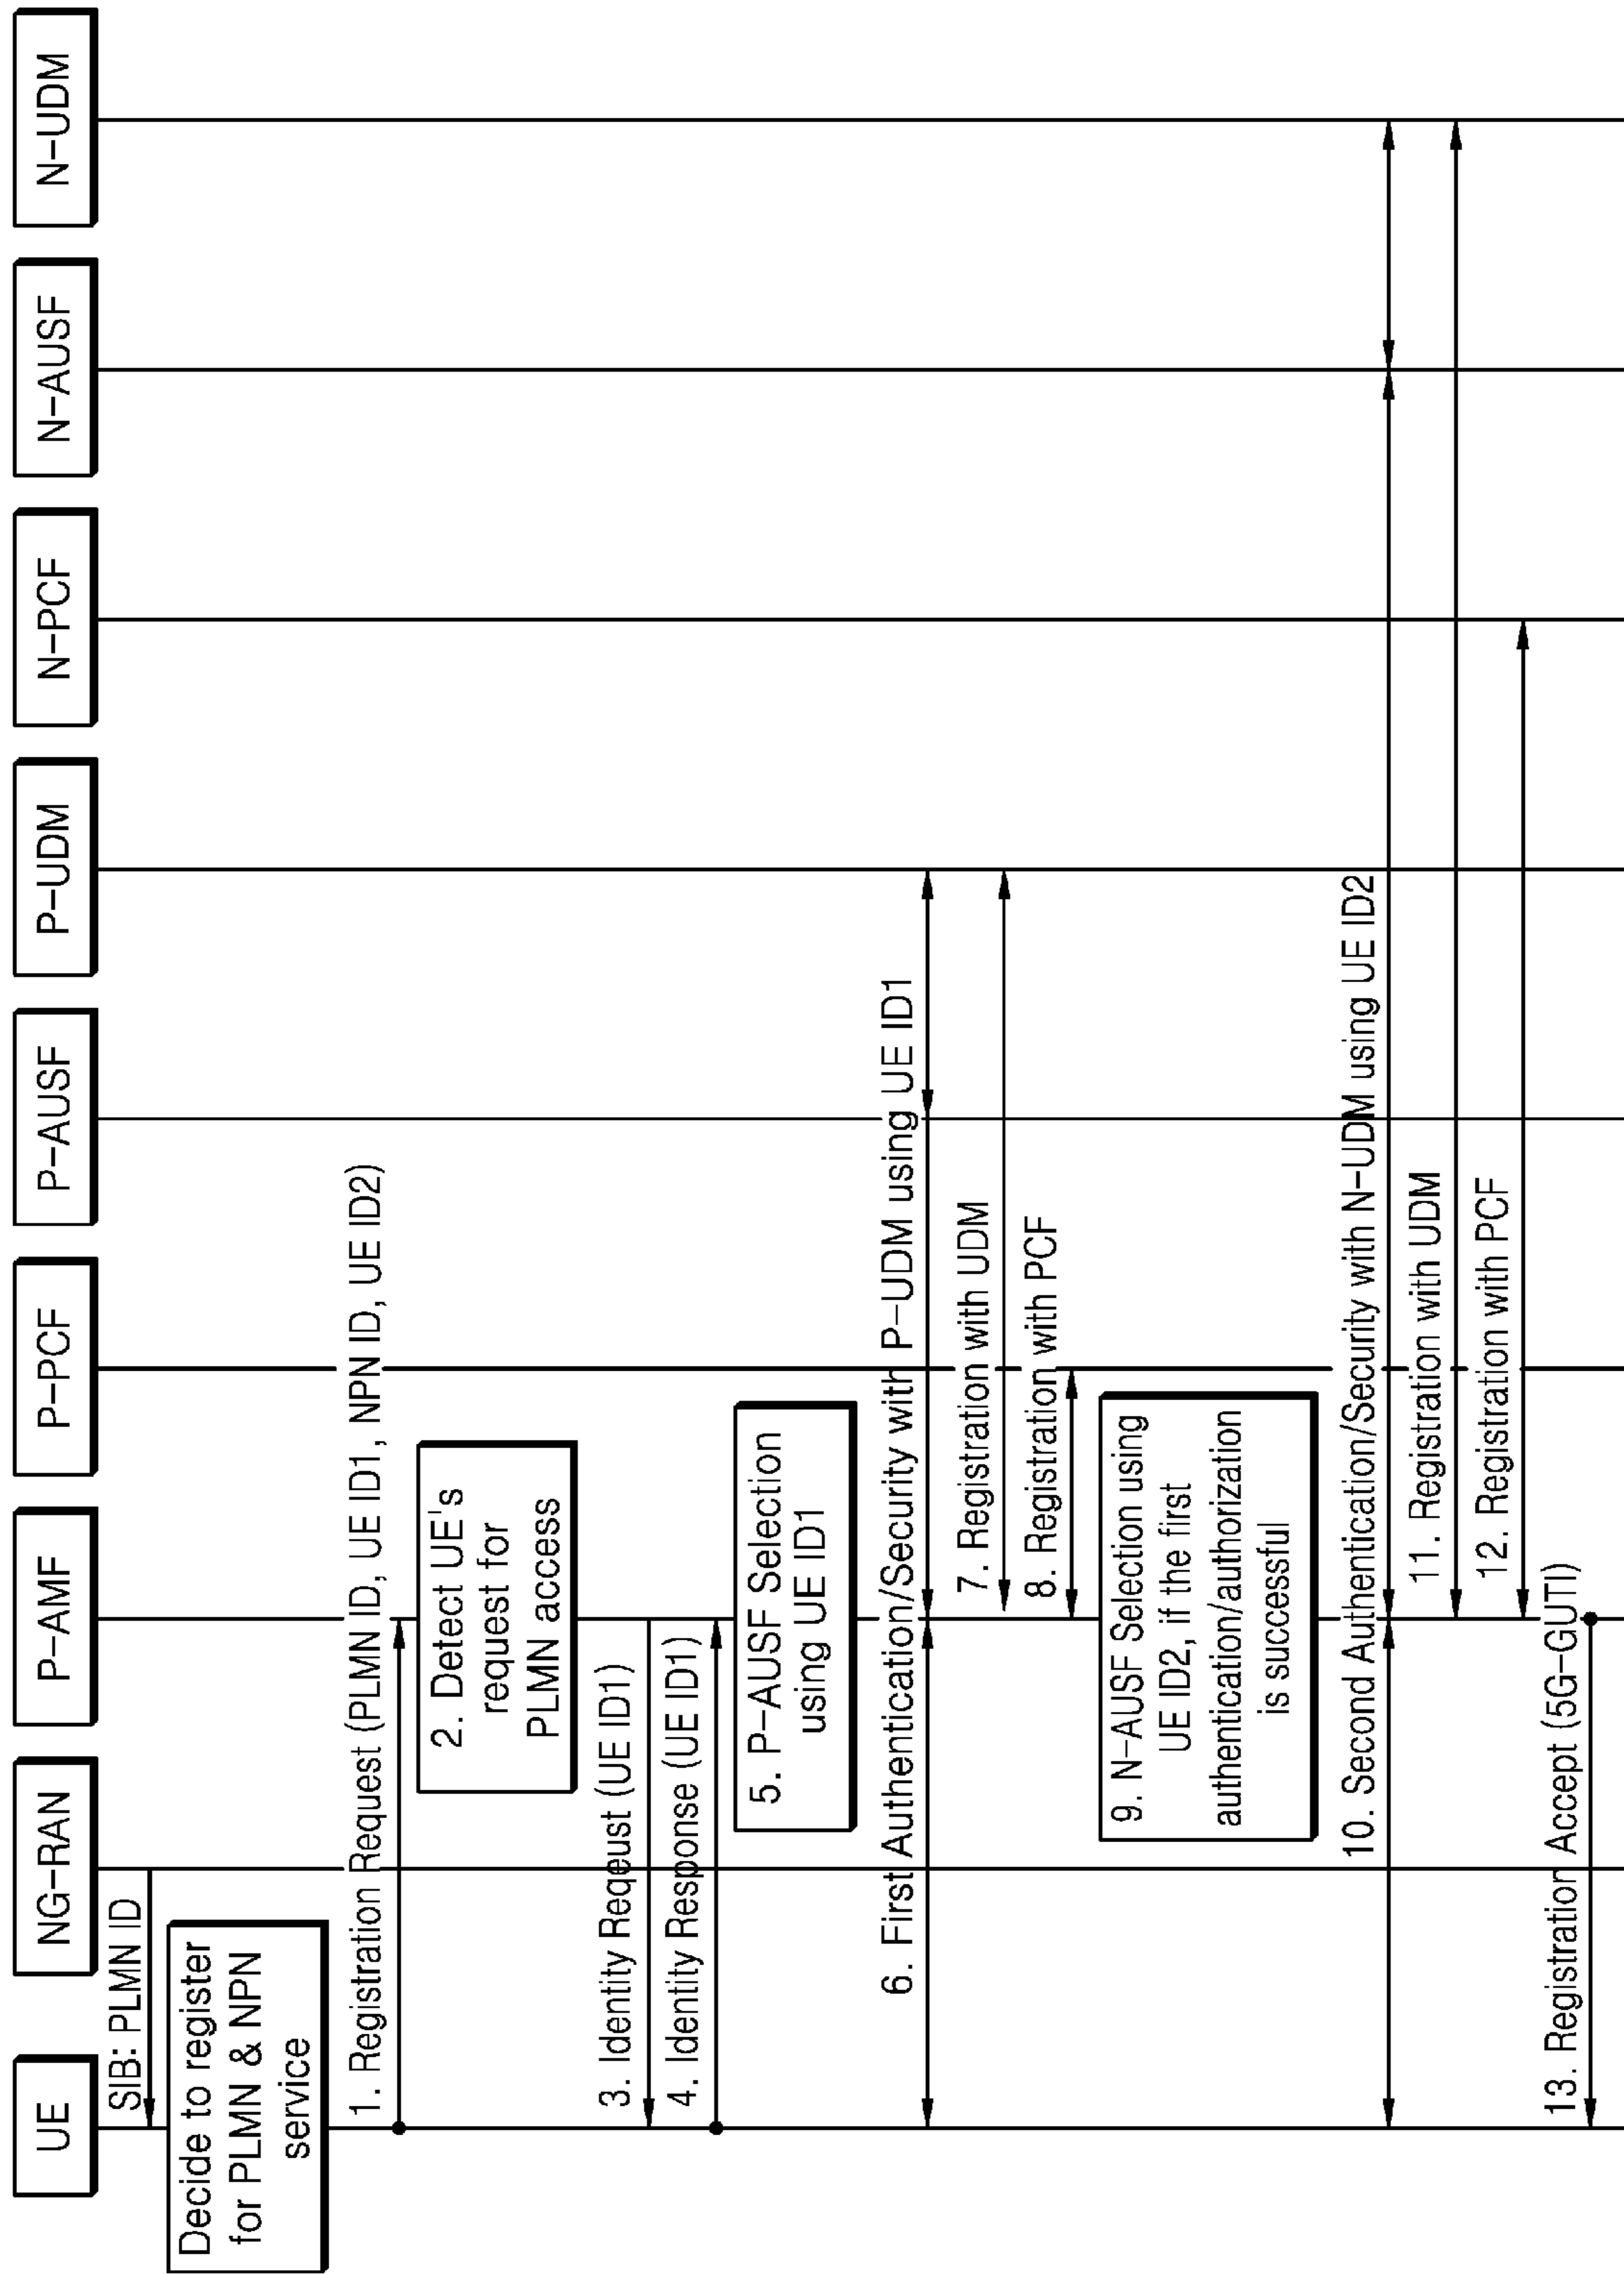 UE
NG-RAN
P-AMF
P-PCF
P-AUSF
P-UDM
N-PCF
N-AUSF
N-UDM
SIB: PLMN ID
Decide to register
for PLMN & NPN
service
1. Registration Request (PLMN ID, UE ID1, NPN ID, UE ID2)
2. Detect UE's
request for
PLMN access
3. Identity Reqeust (UE ID1)
4. Identity Response (UE ID1)
5. P-AUSF Selection
using UE ID1
6. First Authentication/Security with P-UDM using UE ID1
7. Registration with UDM
8. Registration with PCF
9. N-AUSF Selection using
UE ID2, if the first
authentication/authorization
is successful
10. Second Authentication/Security with N-UDM using UE ID2
11. Registration with UDM
12. Registration with PCF
13. Registration Accept (5G-GUTI)